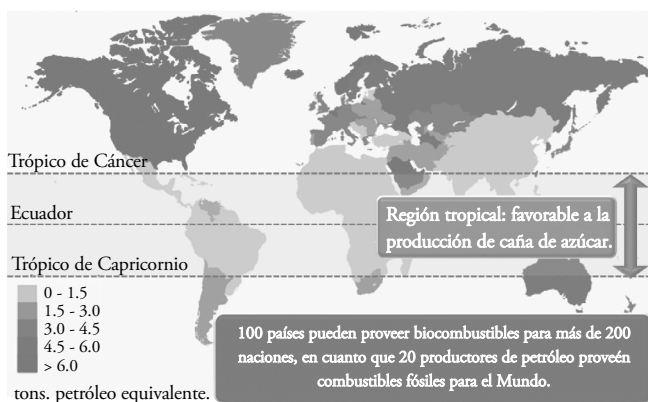 Trópico de Cáncer
Ecuador
Región tropical: favorable a la
producción de caña de azúcar.
Trópico de Capricornio
0 - 1.5
1.5 - 3.0
3.0 - 4.5
4.5 - 6.0
> 6.0
tons. petróleo equivalente.
100 países pueden proveer biocombustibles para más de 200
naciones, en cuanto que 20 productores de petróleo proveén
combustibles fósiles para el Mundo.